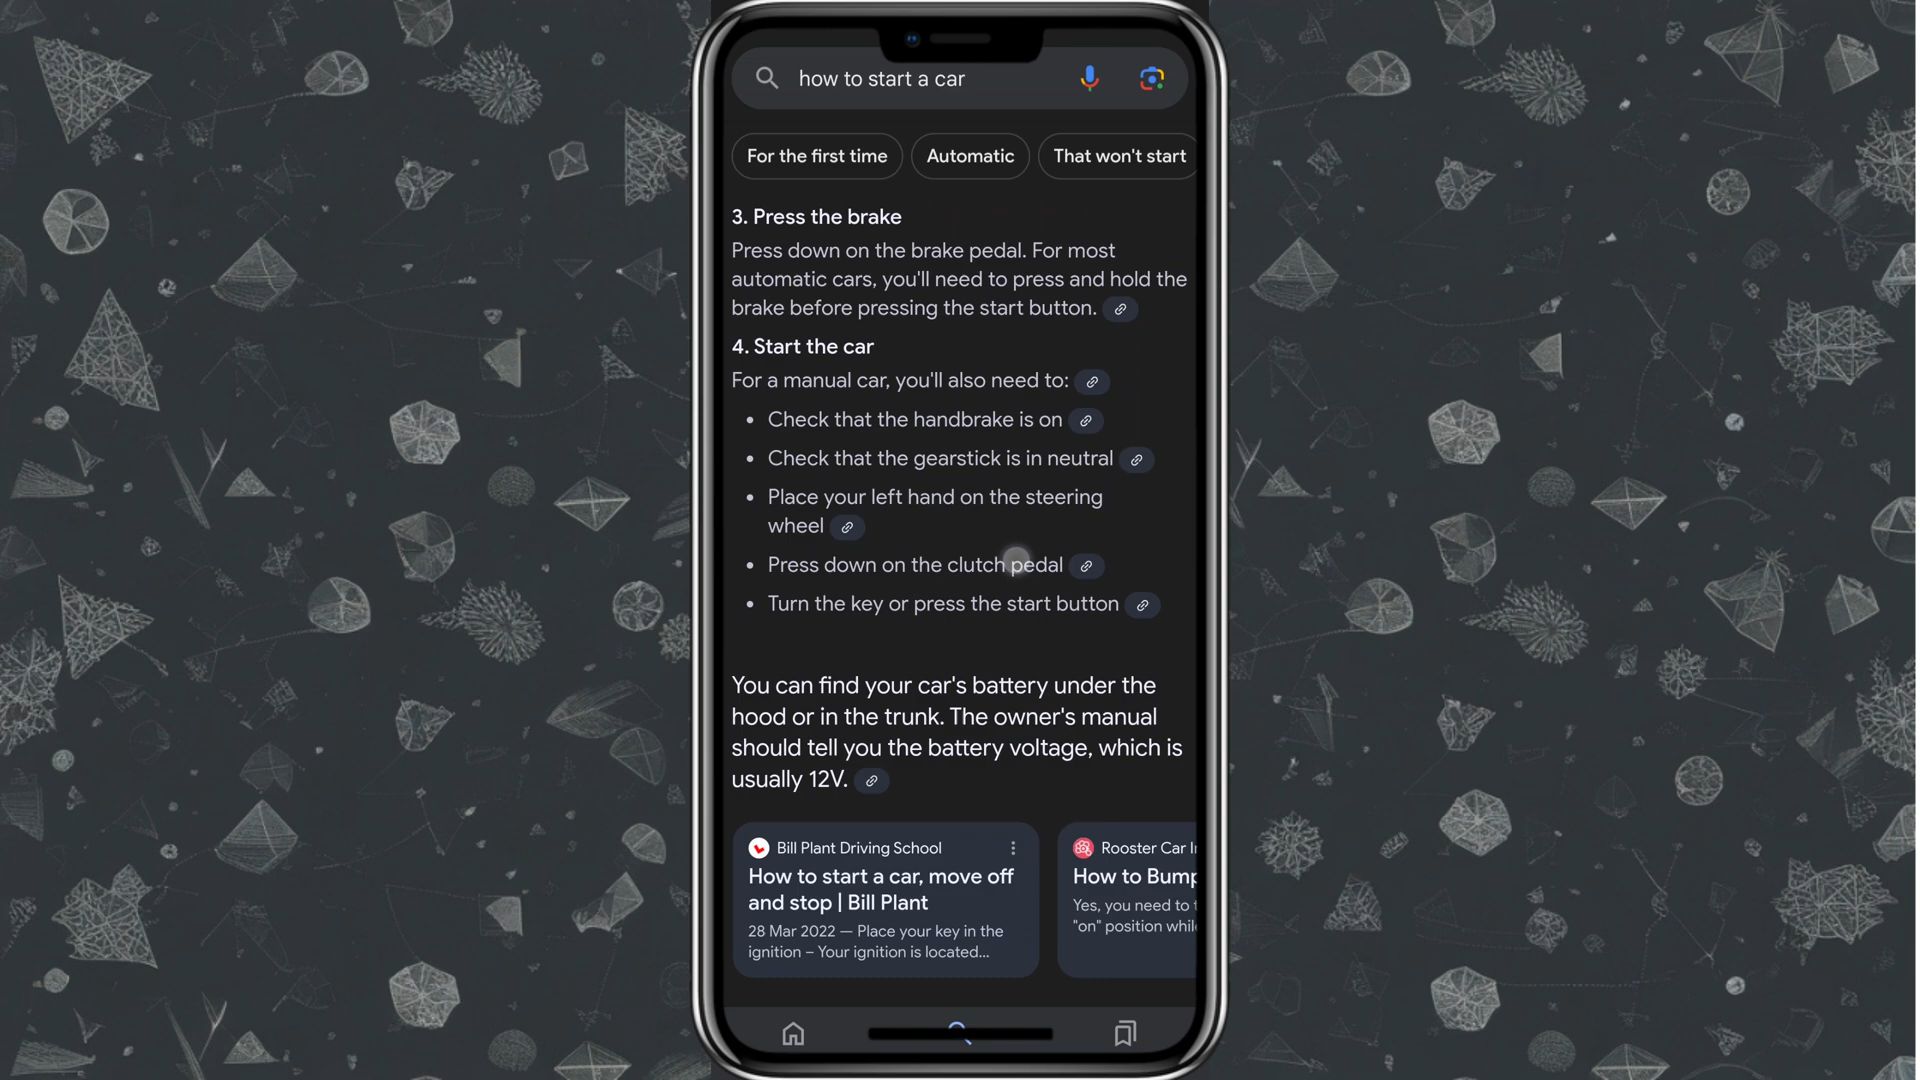 how to start a car
For the first time
Automatic
That won't start
3. Press the brake
Press down on the brake pedal. For most
automatic cars, you'll need to press and hold the
brake before pressing the start button.
4. Start the car
For a manual car, you'll also need to:
• Check that the handbrake is on
• Check that the gearstick is in neutral
• Place your left hand on the steering
wheel
• Press down on the clutch pedal
• Turn the key or press the start button
You can find your car's battery under the
hood or in the trunk. The owner's manual
should tell you the battery voltage, which is
usually 12V.
Bill Plant Driving School
How to start a car, move off
and stop | Bill Plant
28 Mar 2022 — Place your key in the
ignition – Your ignition is located...
Rooster Car
How to Bump
Yes, you need to
"on" position